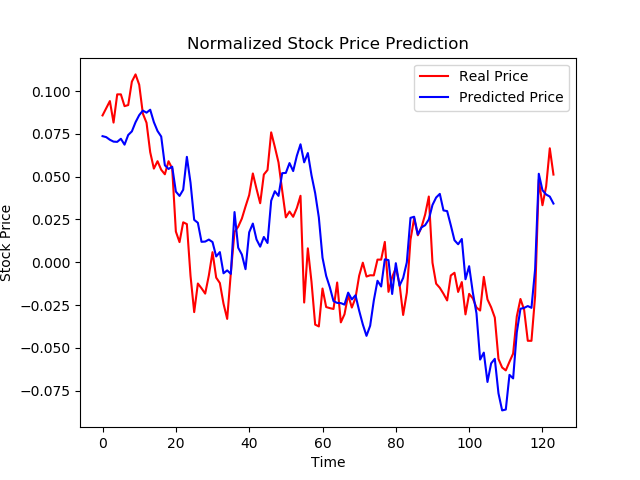 Normalized Stock Price Prediction
Real Price
Predicted Price
Stock Price
0.100
0.075
0.050
0.025
0.000
−0.025
−0.050
−0.075
0 20 40 60 80 100 120
Time